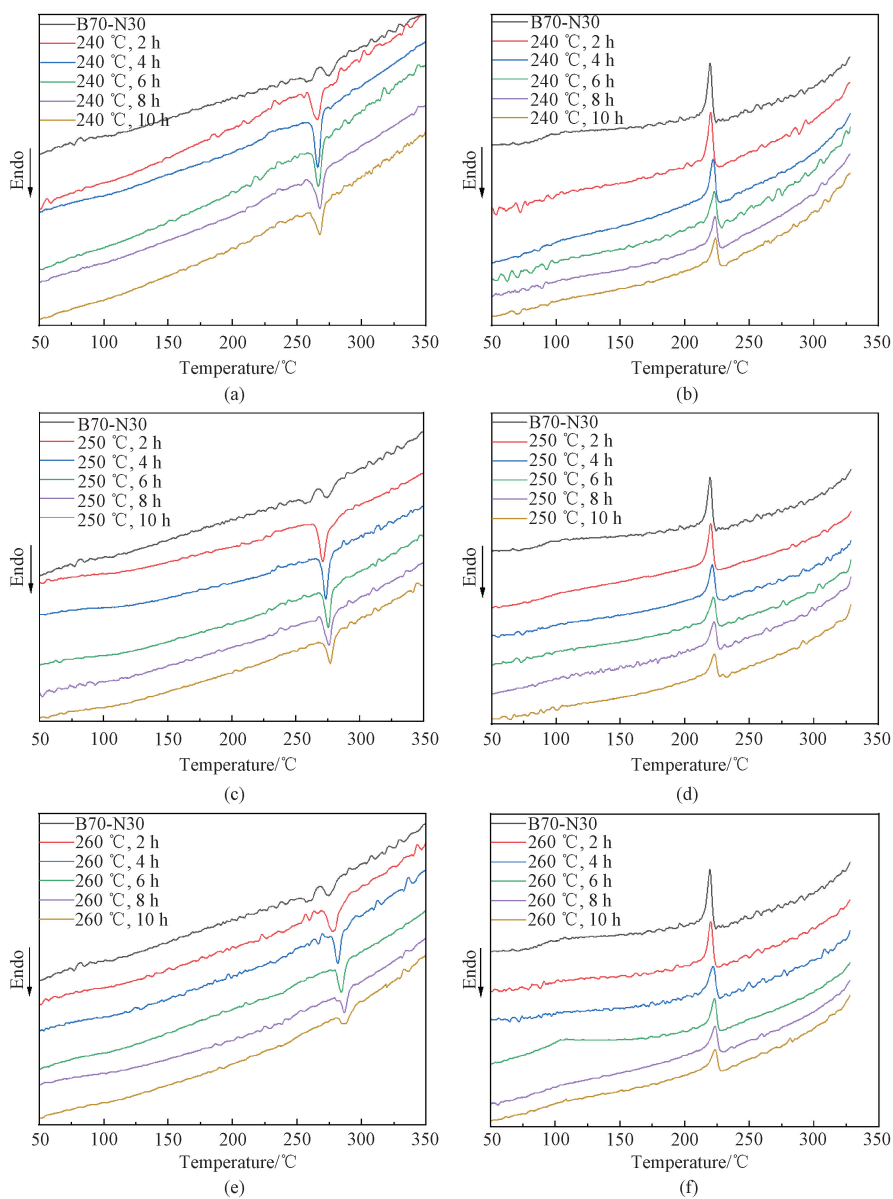 B70-N30
240 ℃, 2 h
240 ℃, 4 h
240 ℃, 6 h
240 ℃, 8 h
240 ℃, 10 h
Endo
50 100 150 200 250 300 350
Temperature/℃
(a)
B70-N30
240 ℃, 2 h
240 ℃, 4 h
240 ℃, 6 h
240 ℃, 8 h
240 ℃, 10 h
Endo
50 100 150 200 250 300 350
Temperature/℃
(b)
B70-N30
250 ℃, 2 h
250 ℃, 4 h
250 ℃, 6 h
250 ℃, 8 h
250 ℃, 10 h
Endo
50 100 150 200 250 300 350
Temperature/℃
(c)
B70-N30
250 ℃, 2 h
250 ℃, 4 h
250 ℃, 6 h
250 ℃, 8 h
250 ℃, 10 h
Endo
50 100 150 200 250 300 350
Temperature/℃
(d)
B70-N30
260 ℃, 2 h
260 ℃, 4 h
260 ℃, 6 h
260 ℃, 8 h
260 ℃, 10 h
Endo
50 100 150 200 250 300 350
Temperature/℃
(e)
B70-N30
260 ℃, 2 h
260 ℃, 4 h
260 ℃, 6 h
260 ℃, 8 h
260 ℃, 10 h
Endo
50 100 150 200 250 300 350
Temperature/℃
(f)